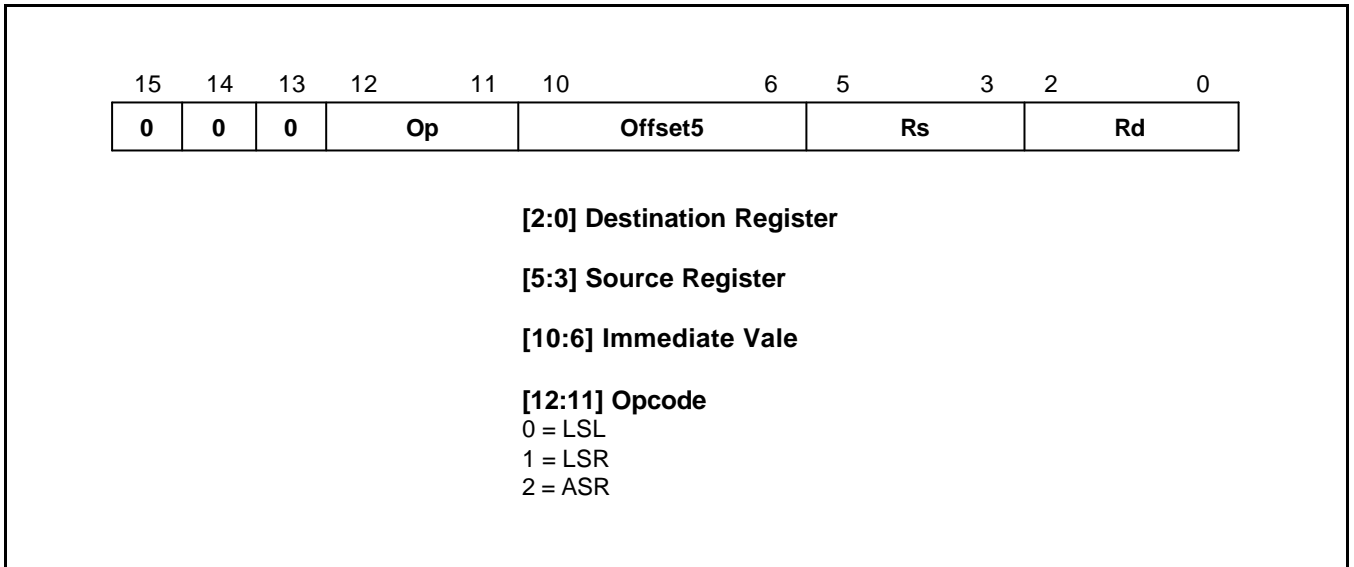 15 14 13 12 11 10 6 5 3 2 0
0 0 0 Op Offset5 Rs Rd
[2:0] Destination Register
[5:3] Source Register
[10:6] Immediate Vale
[12:11] Opcode
0 = LSL
1 = LSR
2 = ASR